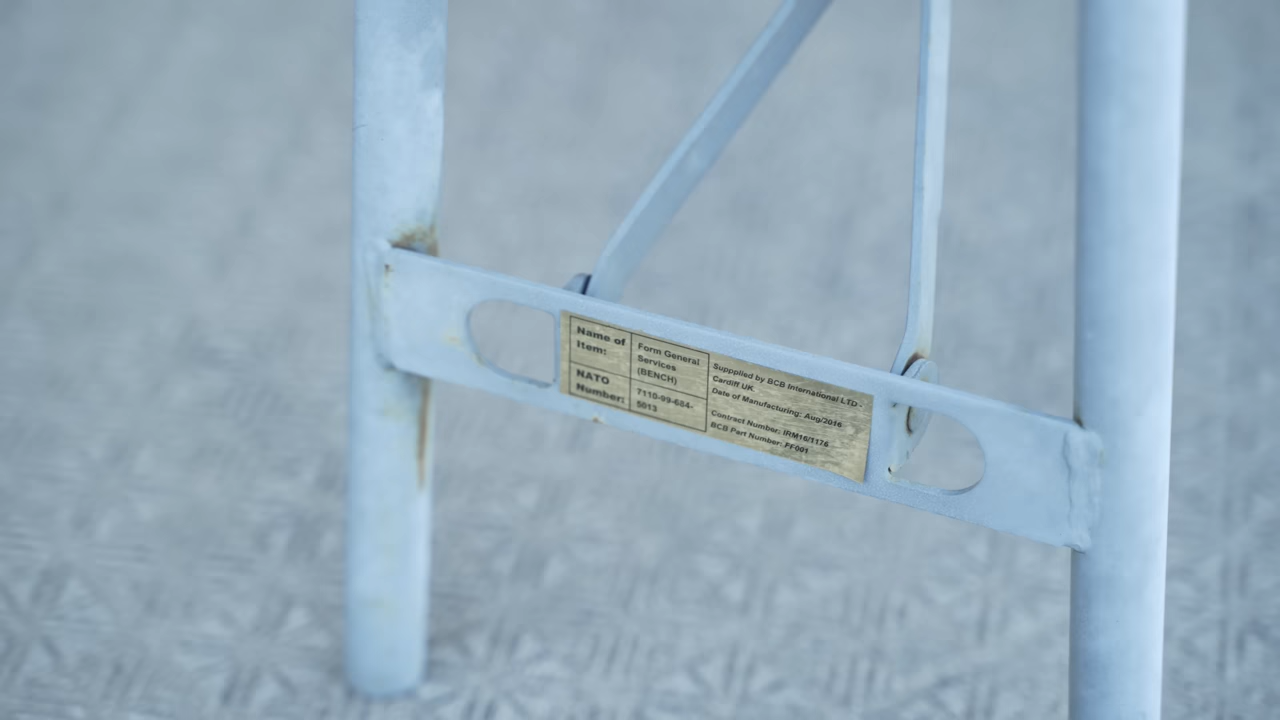 Name of
Item:
Form General
Services
(BENCH)
NATO
Number:
7110-99-684-
5013
Suppplied by BCB International LTD -
Cardiff UK
Date of Manufacturing: Aug/2016
Contract Number: IRM16/1176
BCB Part Number: FF001